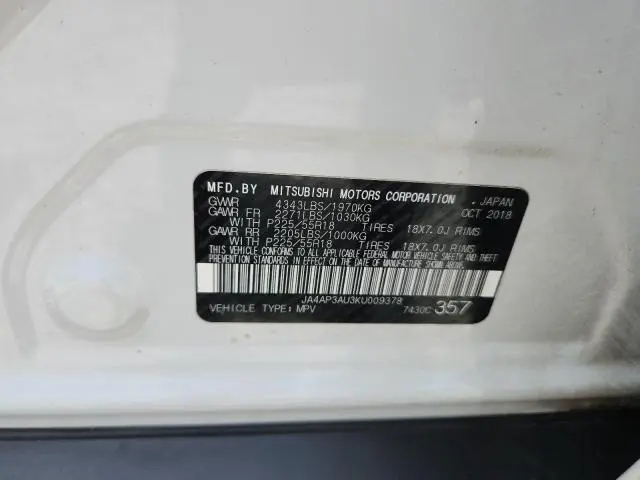 MFD.BY MITSUBISHI MOTORS CORPORATION , JAPAN
GVWR 4343LBS/1970KG OCT 2018
GAWR FR 2271LBS/1030KG
WITH P225/55R18 TIRES 18X7.0J RIMS
GAWR RR 2205LBS/1000KG
WITH P225/55R18 TIRES 18X7.0J RIMS
THIS VEHICLE CONFORMS TO ALL APPLICABLE FEDERAL MOTOR VEHICLE SAFETY, BUMPER AND THEFT
PREVENTION STANDARDS IN EFFECT ON THE DATE OF MANUFACTURE SHOWN ABOVE.
JA4AP3AU3KU009378
VEHICLE TYPE: MPV 7430C 357